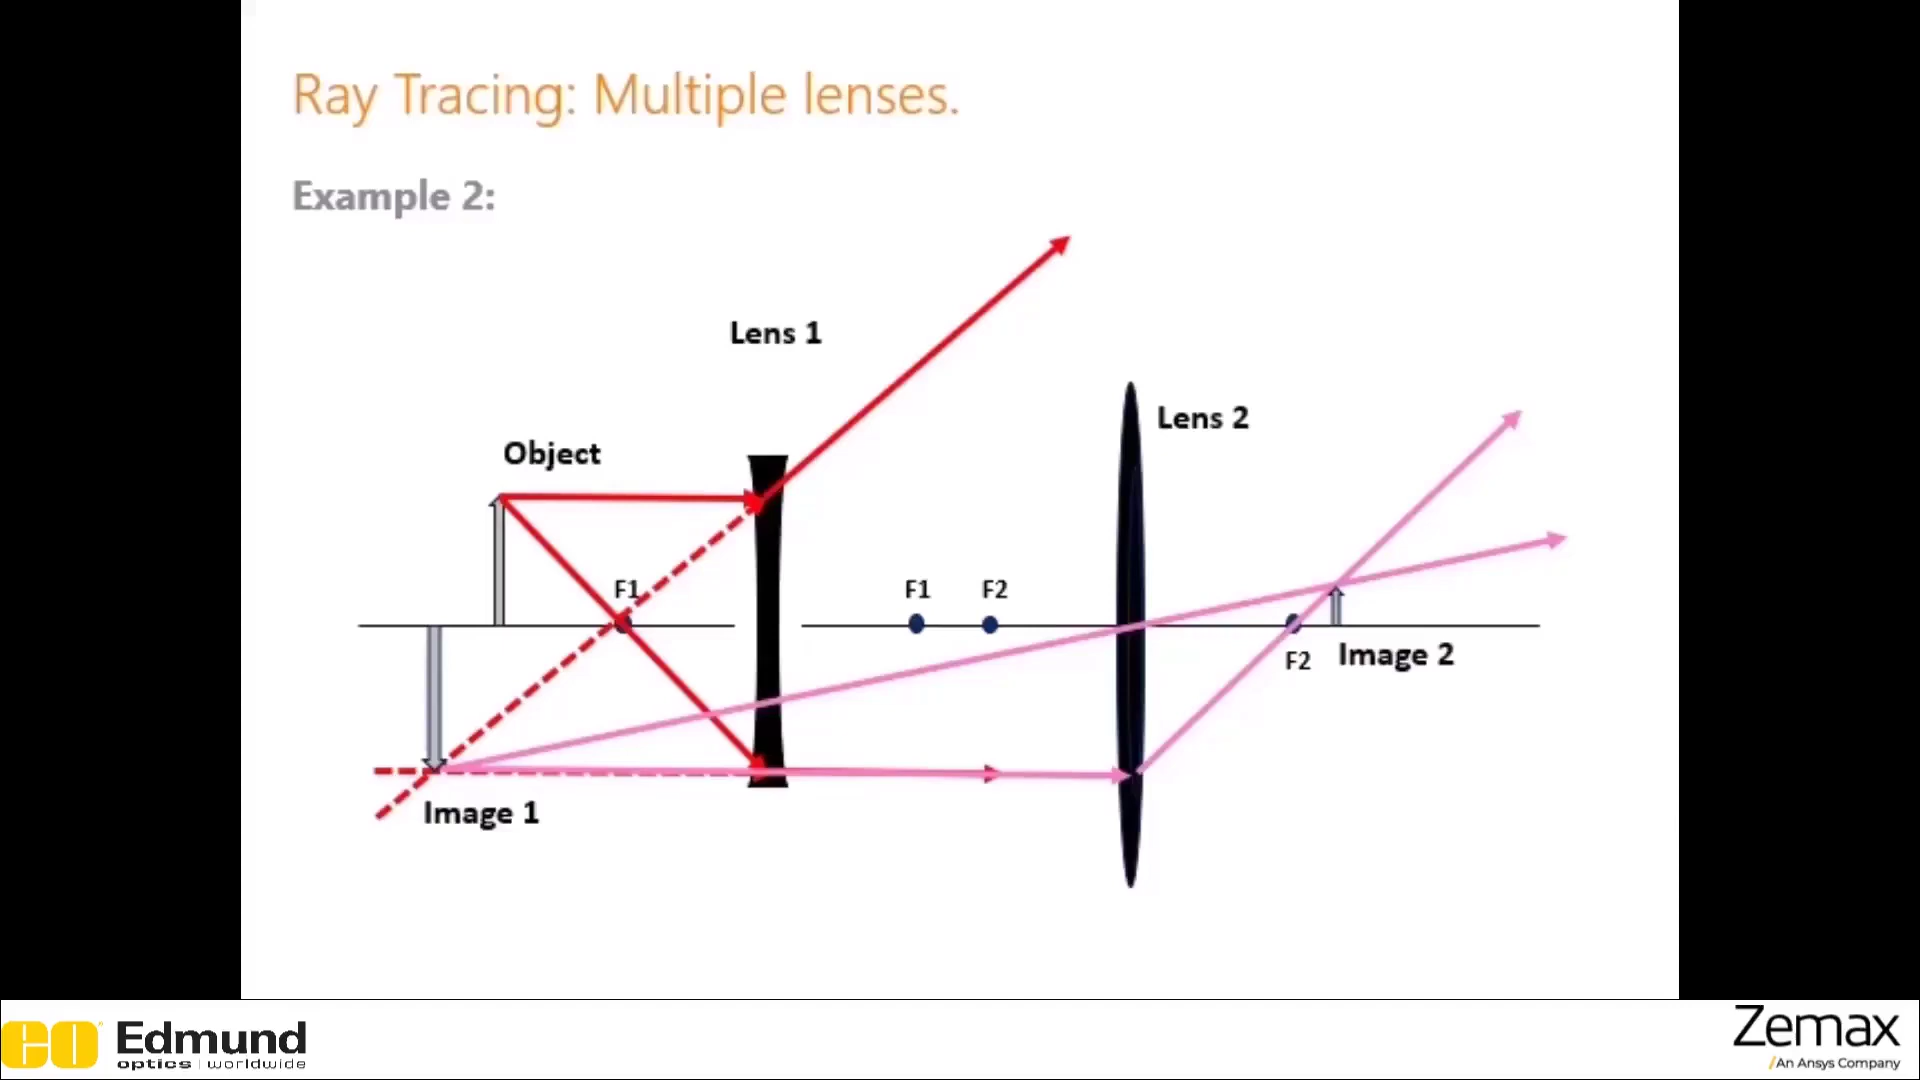 Ray Tracing: Multiple lenses.
Example 2:
Lens 1
Lens 2
Object
F1
F1
F2
F2
Image 2
Image 1
EO Edmund
optics | worldwide
Zemax
/An Ansys Company